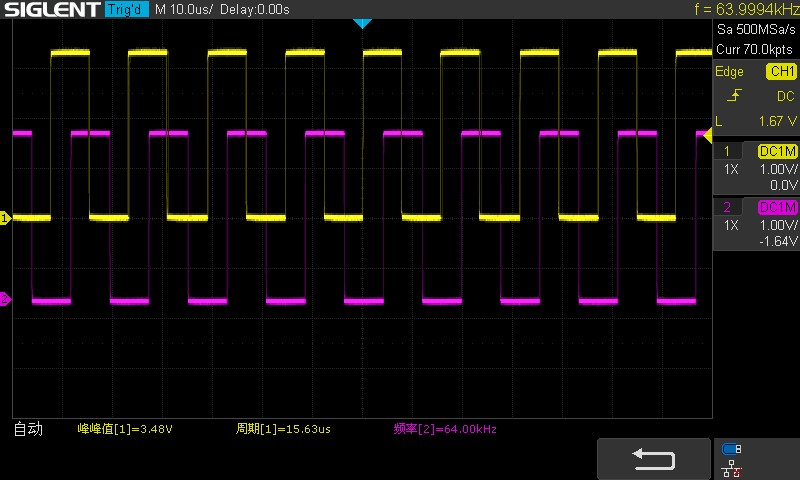 SIGLENT Trig'd M 10.0us/ Delay:0.00s f = 63.9994kHz
Sa 500MSa/s
Curr 70.0kpts
Edge CH1
DC
L 1.67 V
1 DC1M
1X 1.00V/
0.0V
2 DC1M
1X 1.00V/
-1.64V
1
2
自动 峰峰值[1]=3.48V 周期[1]=15.63us 频率[2]=64.00kHz